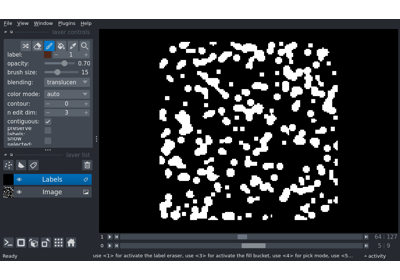 File View Window Plugins Help
layer controls
label: 1
opacity: 0.70
brush size: 15
blending: translucen
color mode: auto
contour: 0
n edit dim: 3
contiguous:
preserve labels:
show selected:
layer list
Labels
Image
1 64 127
0 5 9
Ready use <1> for activate the label eraser, use <3> for activate the fill bucket, use <4> for pick mode, use <5... activity